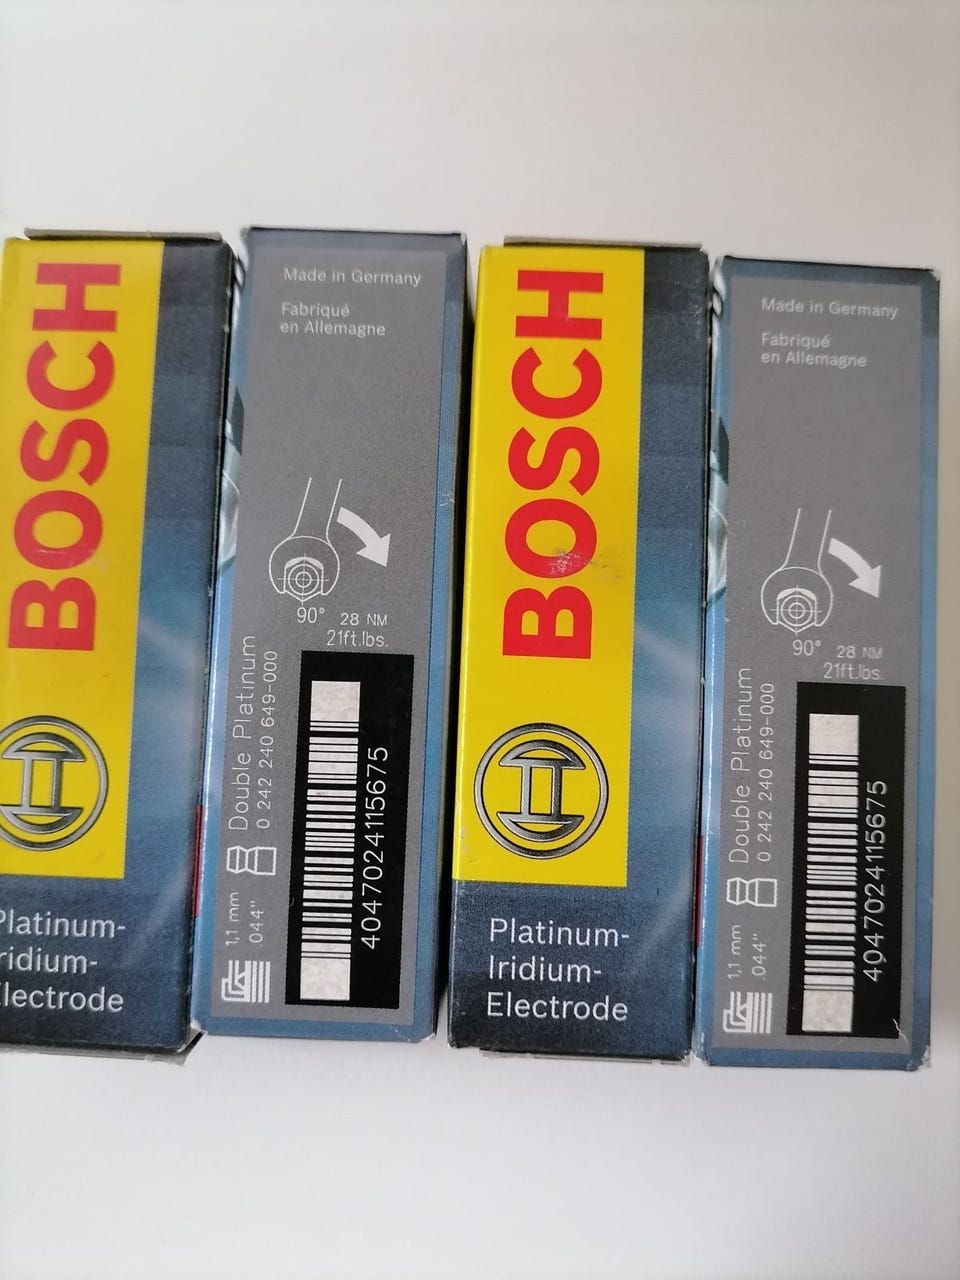 BOSCH
Platinum-
Iridium-
Electrode
Made in Germany
Fabriqué
en Allemagne
90° 28 NM
21ft.lbs.
Double Platinum
0 242 240 649-000
1,1 mm
.044"
4047024115675
BOSCH
Platinum-
Iridium-
Electrode
Made in Germany
Fabriqué
en Allemagne
90° 28 NM
21ft.lbs.
Double Platinum
0 242 240 649-000
1,1 mm
.044"
4047024115675